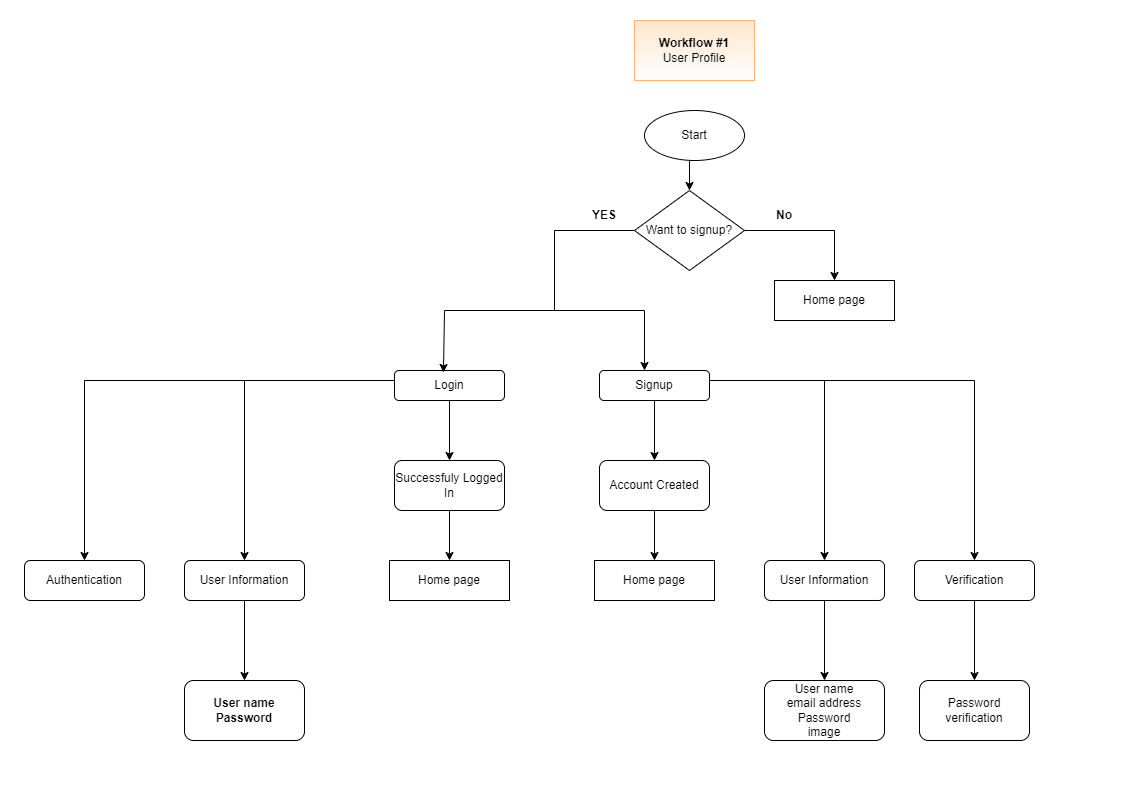 Workflow #1
User Profile
Start
YES
No
Want to signup?
Home page
Login
Signup
Successfuly Logged
In
Account Created
Authentication
User Information
Home page
Home page
User Information
Verification
User name
Password
User name
email address
Password
image
Password
verification